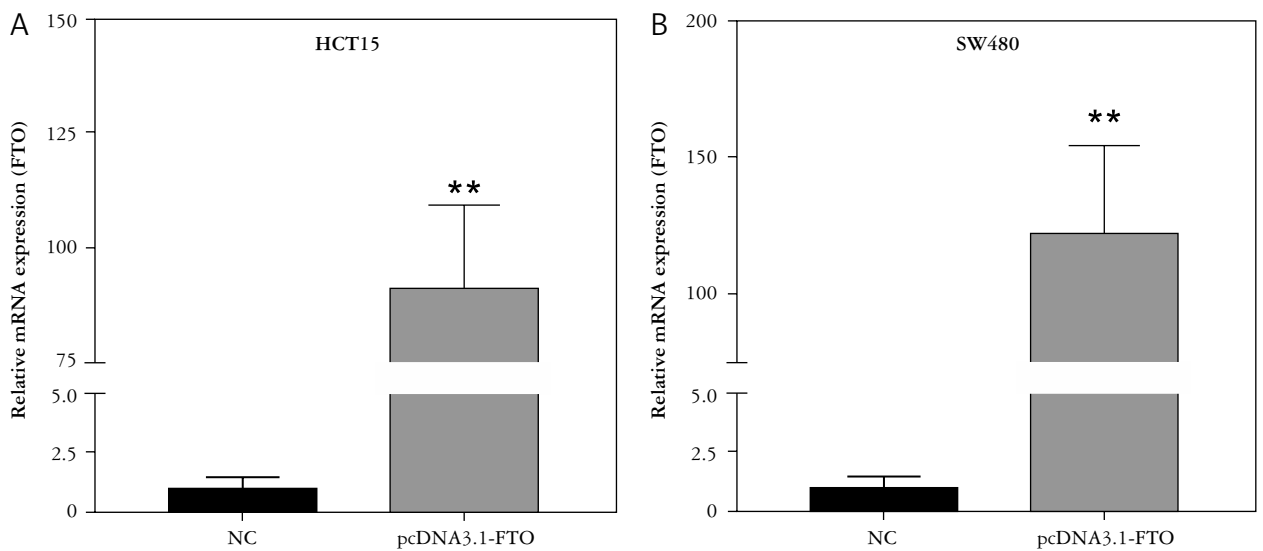 A
HCT15
Relative mRNA expression (FTO)
150
125
100
75
5.0
2.5
0
**
NC
pcDNA3.1-FTO
B
SW480
Relative mRNA expression (FTO)
200
150
100
5.0
2.5
0
**
NC
pcDNA3.1-FTO